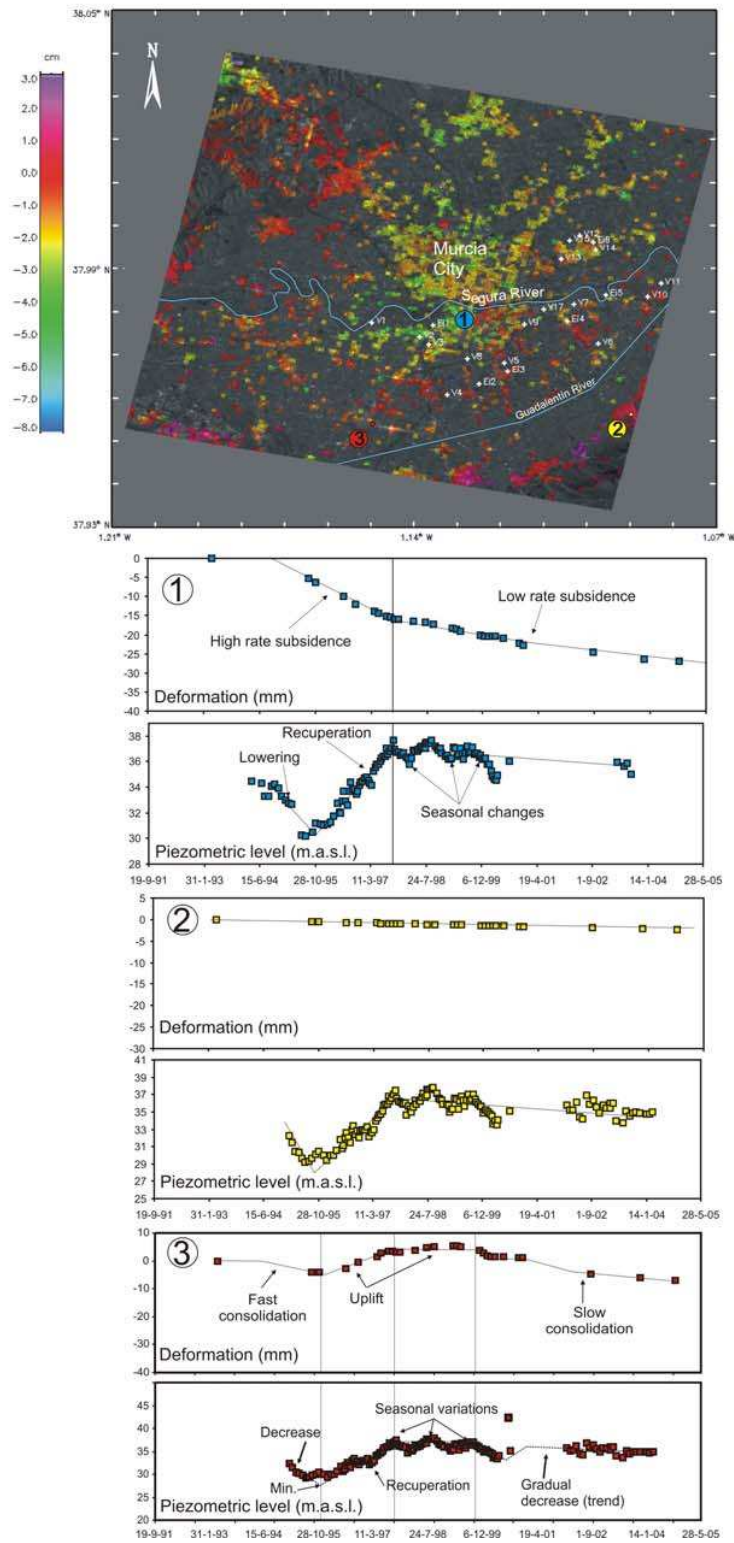 38.05° N
cm
3.0
2.0
1.0
0.0
−1.0
−2.0
−3.0
−4.0
−5.0
−6.0
−7.0
−8.0
N
Murcia
City
37.99° N
Segura River
V12
V15 Ei6
V14
V13
V11
Ei5
V10
V7
V17
Ei4
V9
V1
Ei1
1
V3
V6
V8
V5
Ei3
Ei2
V4
Guadalentin River
2
3
37.93° N
1.21° W
1.14° W
1.07° W
1
0
-5
-10
-15
-20
-25
-30
-35
-40
High rate subsidence
Low rate subsidence
Deformation (mm)
38
36
34
32
30
28
Lowering
Recuperation
Seasonal changes
Piezometric level (m.a.s.l.)
19-9-91 31-1-93 15-6-94 28-10-95 11-3-97 24-7-98 6-12-99 19-4-01 1-9-02 14-1-04 28-5-05
2
5
0
-5
-10
-15
-20
-25
-30
Deformation (mm)
41
39
37
35
33
31
29
27
25
Piezometric level (m.a.s.l.)
19-9-91 31-1-93 15-6-94 28-10-95 11-3-97 24-7-98 6-12-99 19-4-01 1-9-02 14-1-04 28-5-05
3
10
0
-10
-20
-30
-40
Fast
consolidation
Uplift
Slow
consolidation
Deformation (mm)
45
40
35
30
25
20
Seasonal variations
Decrease
Min.
Recuperation
Gradual
decrease (trend)
Piezometric level (m.a.s.l.)
19-9-91 31-1-93 15-6-94 28-10-95 11-3-97 24-7-98 6-12-99 19-4-01 1-9-02 14-1-04 28-5-05